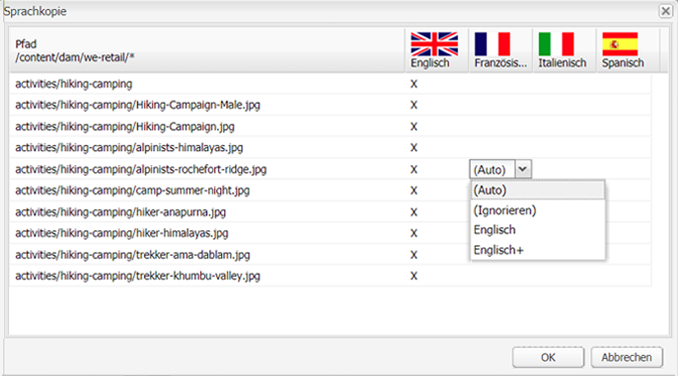 Sprachkopie
Pfad
/content/dam/we-retail/*
Englisch Französis... Italienisch Spanisch
activities/hiking-camping X
activities/hiking-camping/Hiking-Campaign-Male.jpg X
activities/hiking-camping/Hiking-Campaign.jpg X
activities/hiking-camping/alpinists-himalayas.jpg X
activities/hiking-camping/alpinists-rochefort-ridge.jpg X (Auto)
activities/hiking-camping/camp-summer-night.jpg X (Auto)
activities/hiking-camping/hiker-anapurna.jpg X (Ignorieren)
activities/hiking-camping/hiker-himalayas.jpg X Englisch
activities/hiking-camping/trekker-ama-dablam.jpg X Englisch+
activities/hiking-camping/trekker-khumbu-valley.jpg X
OK Abbrechen